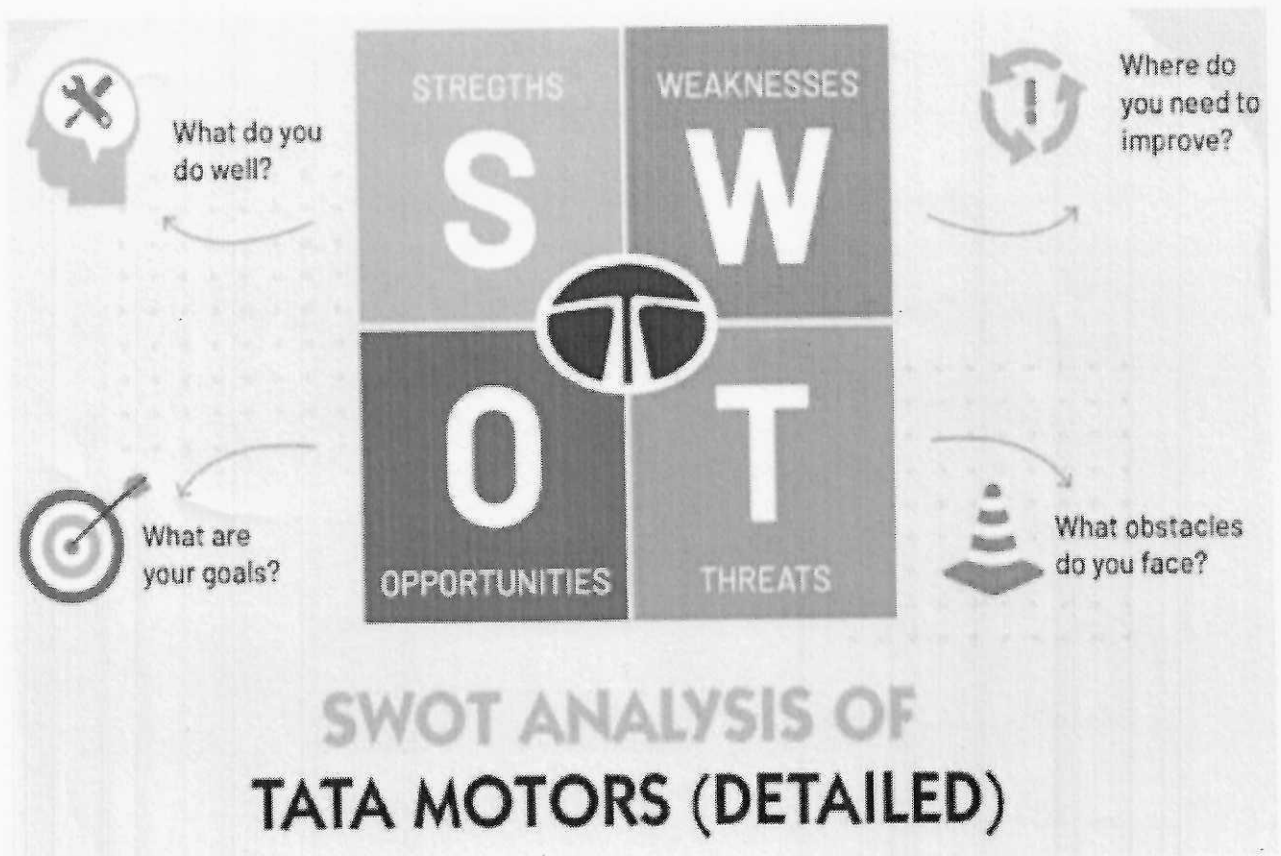 STREGTHS
WEAKNESSES
S
W
What do you
do well?
Where do
you need to
improve?
O
T
OPPORTUNITIES
THREATS
What are
your goals?
What obstacles
do you face?
SWOT ANALYSIS OF
TATA MOTORS (DETAILED)